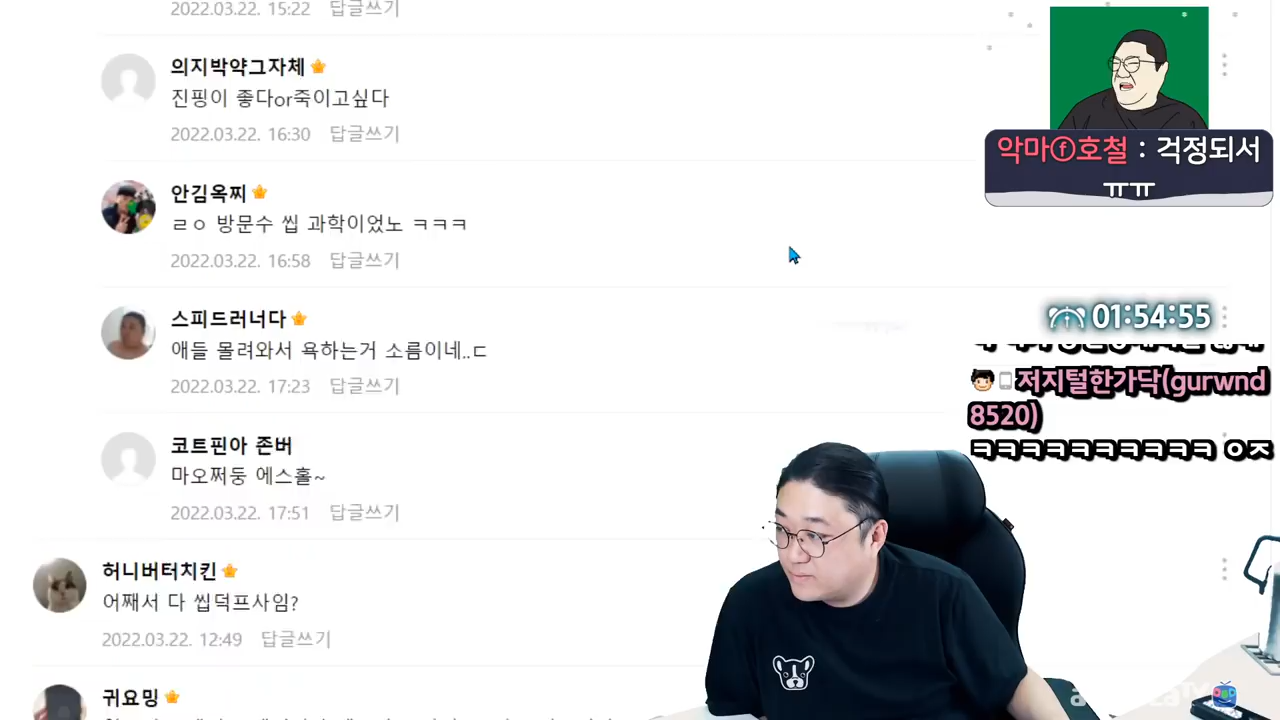 2022.03.22. 15:22 답글쓰기
의지박약그자체
진핑이 좋다or죽이고싶다
2022.03.22. 16:30 답글쓰기
안김옥찌
ㄹㅇ 방문수 씹 과학이었노 ㅋㅋㅋ
2022.03.22. 16:58 답글쓰기
스피드러너다
애들 몰려와서 욕하는거 소름이네..ㄷ
2022.03.22. 17:23 답글쓰기
코트핀아 존버
마오쩌둥 에스홀~
2022.03.22. 17:51 답글쓰기
허니버터치킨
어째서 다 씹덕프사임?
2022.03.22. 12:49 답글쓰기
귀요밍
악마ⓕ호철 : 걱정되서
ㅠㅠ
01:54:55
저지털한가닥(gurwnd
8520)
ㅋㅋㅋㅋㅋㅋㅋㅋㅋㅋ ㅇㅈ